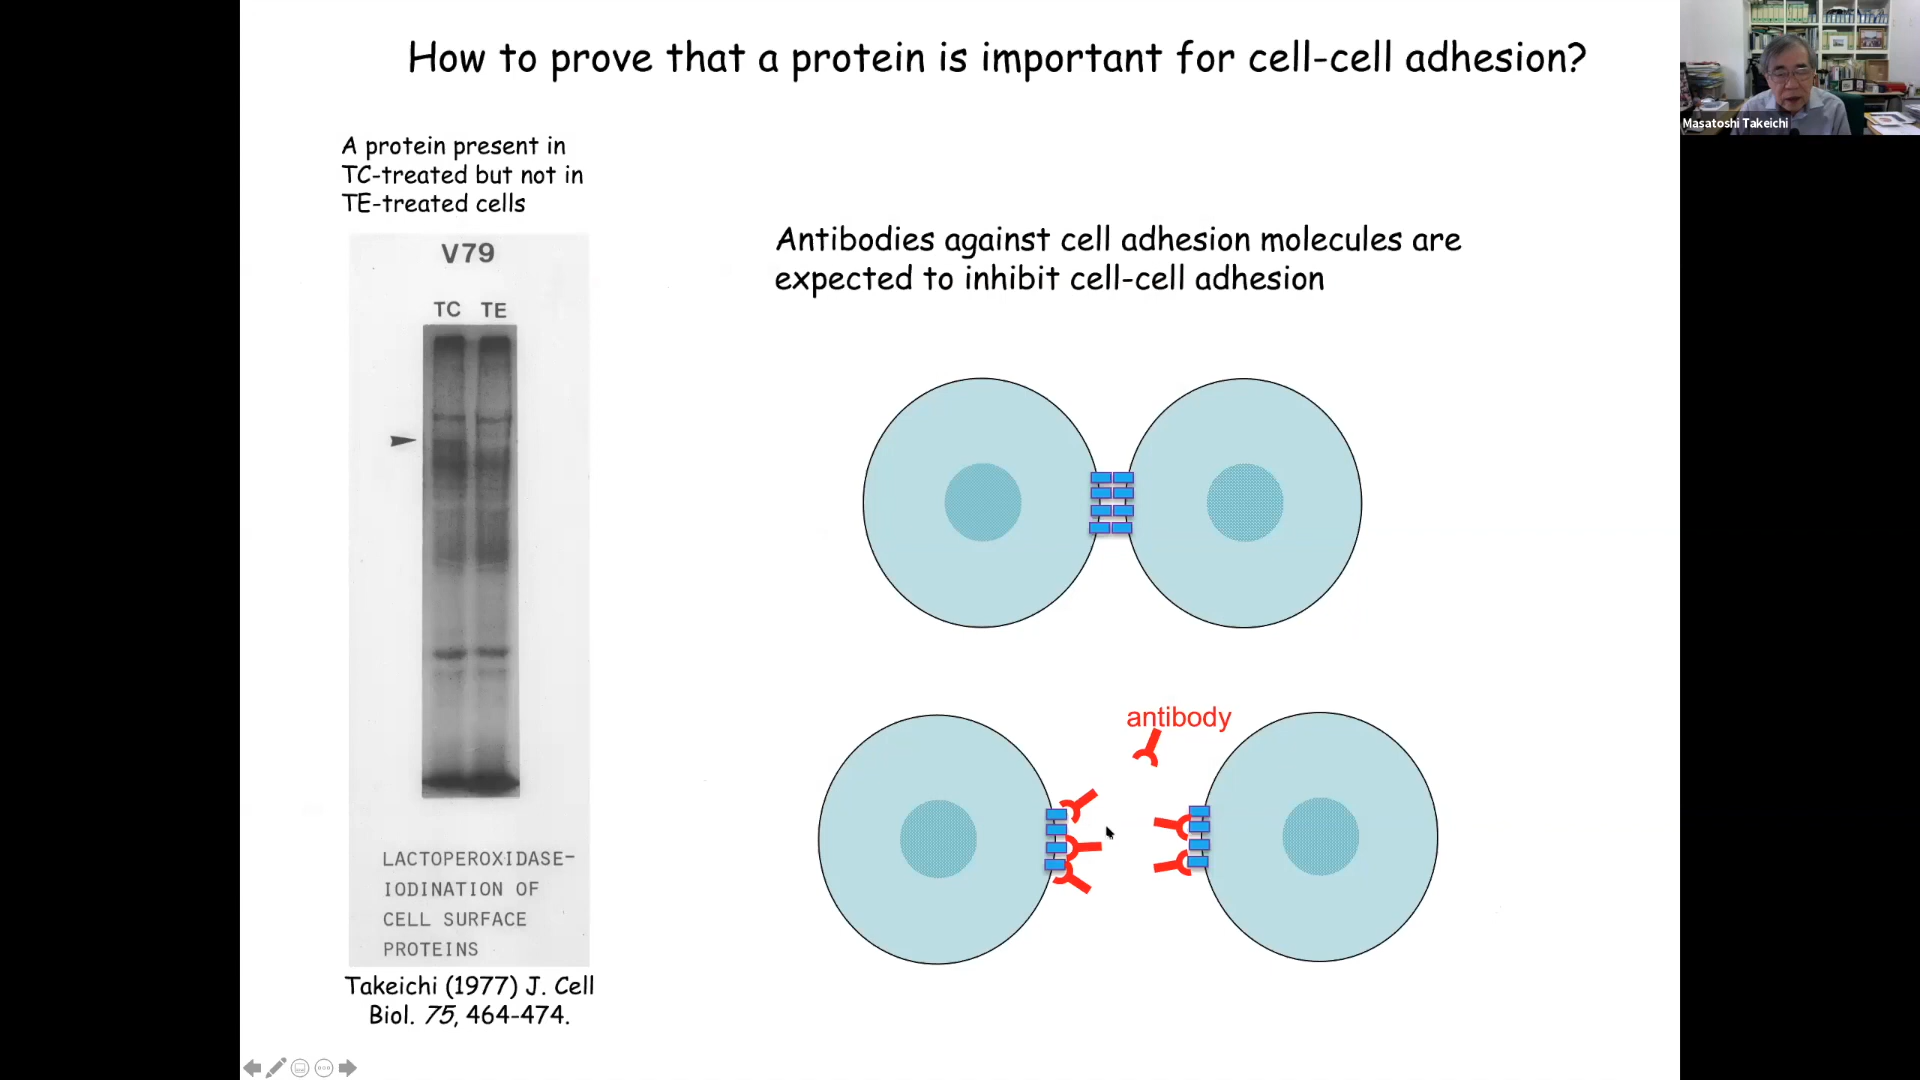 How to prove that a protein is important for cell-cell adhesion?
Masatoshi Takeichi
A protein present in
TC-treated but not in
TE-treated cells
V79
TC TE
LACTOPEROXIDASE-
IODINATION OF
CELL SURFACE
PROTEINS
Takeichi (1977) J. Cell
Biol. 75, 464-474.
Antibodies against cell adhesion molecules are
expected to inhibit cell-cell adhesion
antibody